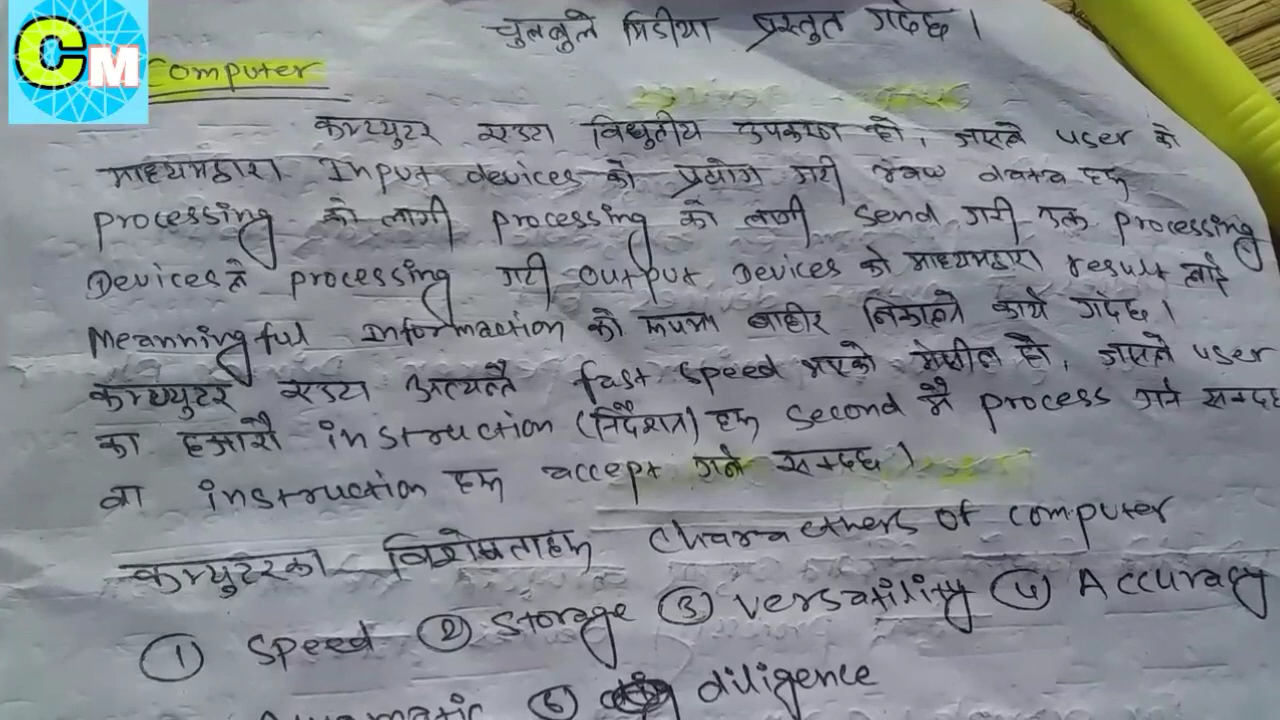 CM
चुलबुले मिडीया प्रस्तुत गर्दछ ।
Computer
कम्प्युटर एउटा विधुतीय उपकरण हो, जसले user को
माध्यमद्वारा Input devices को प्रयोग गरी raw data हरु
processing को लागी processing को लागी send गरी उक्त processing
Devices ले processing गरी output Devices को माध्यमद्वारा result लाई
Meanningful Information को रुपमा बाहीर निकाल्ने कार्य गर्दछ ।
कम्प्युटर एउटा अत्यन्तै fast speed भएको मेशीन हो, जसले user
का हजारौं instruction (निर्देशन) हरु second मै process गर्न सक्दछ
वा instruction हरु accept गर्न सक्दछ ।
कम्प्युटरका विशेषताहरु Characthers of computer
① Speed ② Storage ③ versatility ④ Accuracy
⑥ diligence